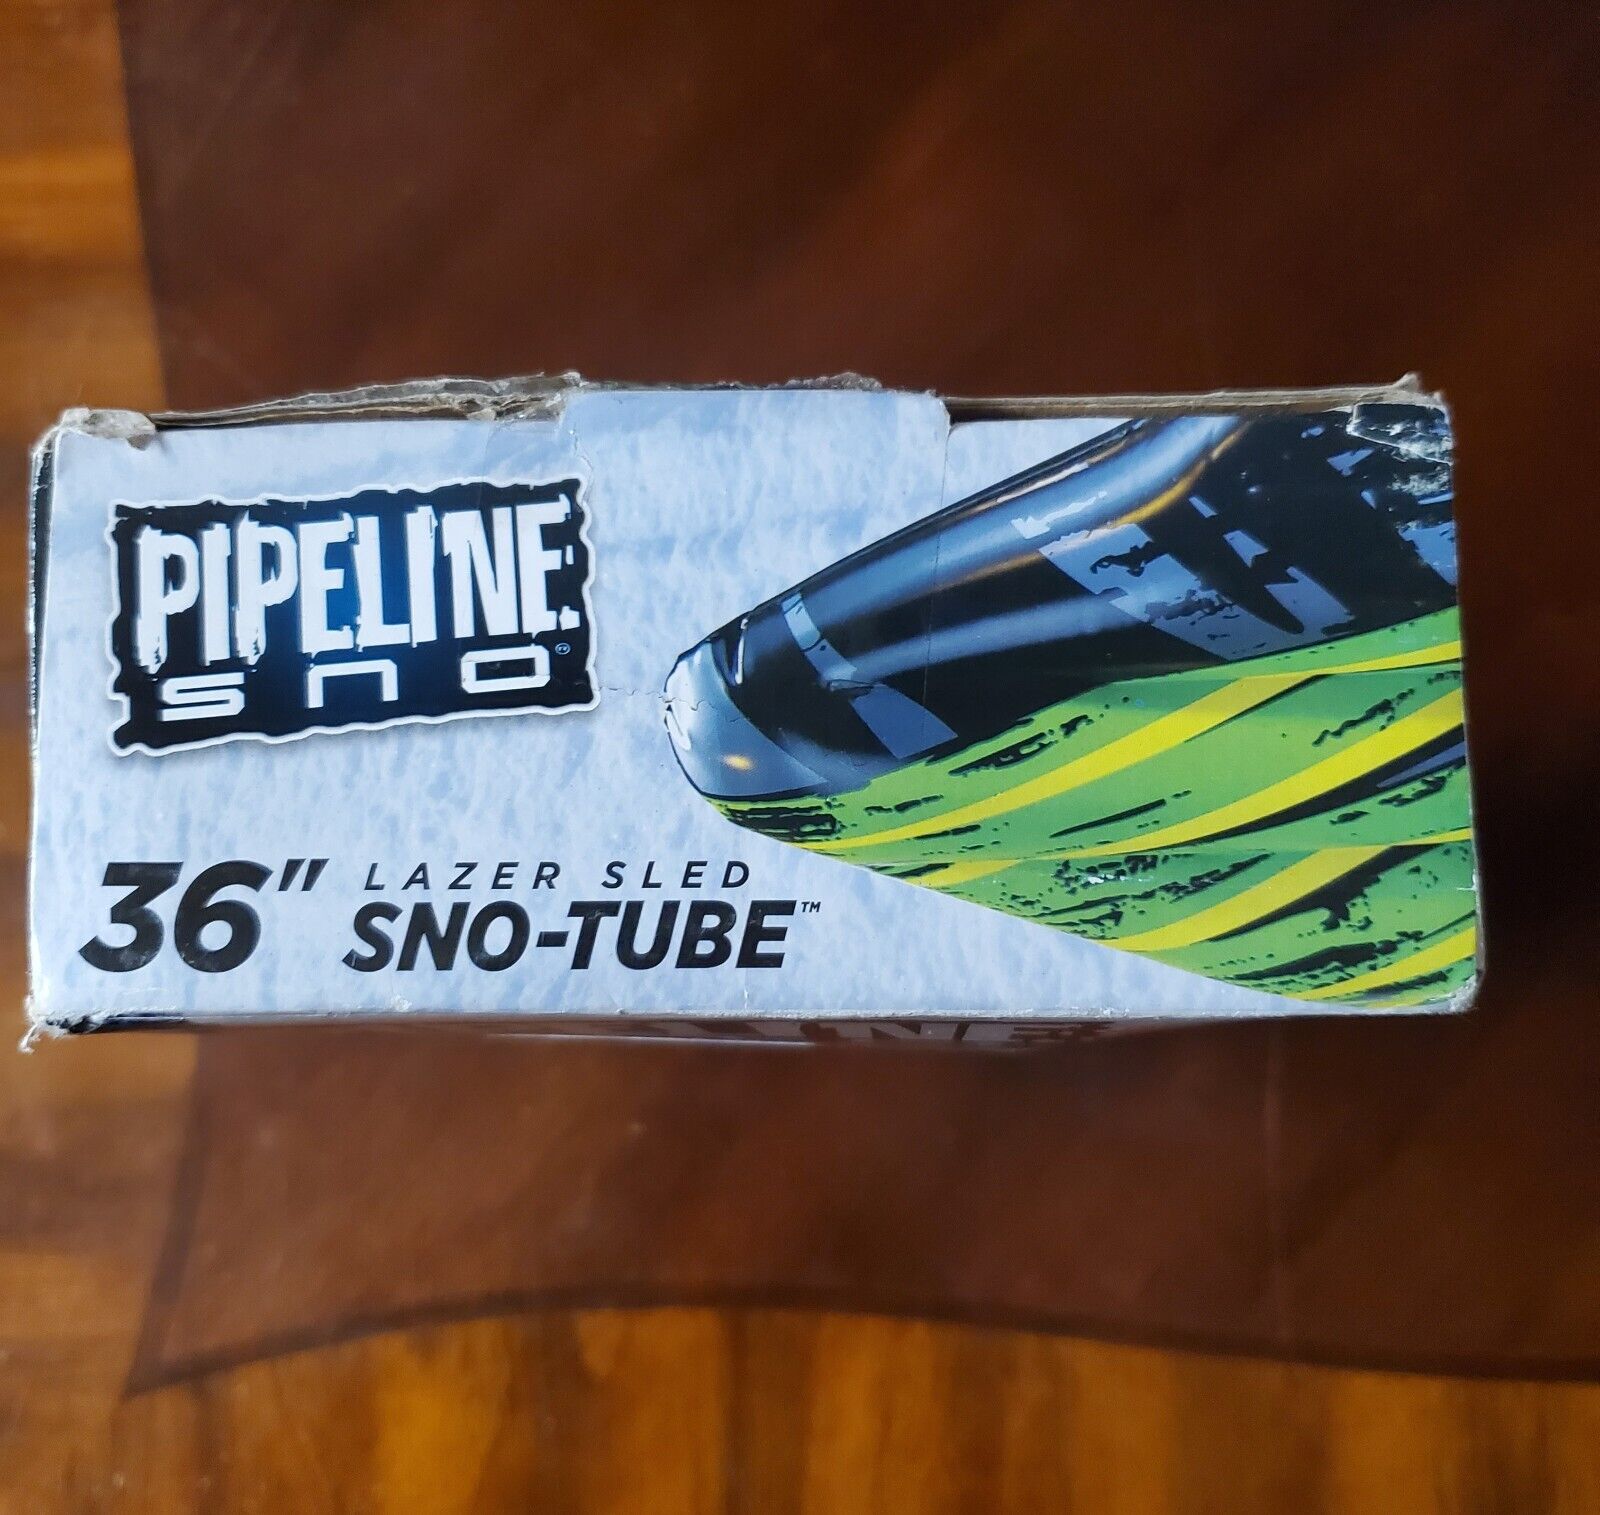 PIPELINE
sno
36" LAZER SLED
SNO-TUBE™